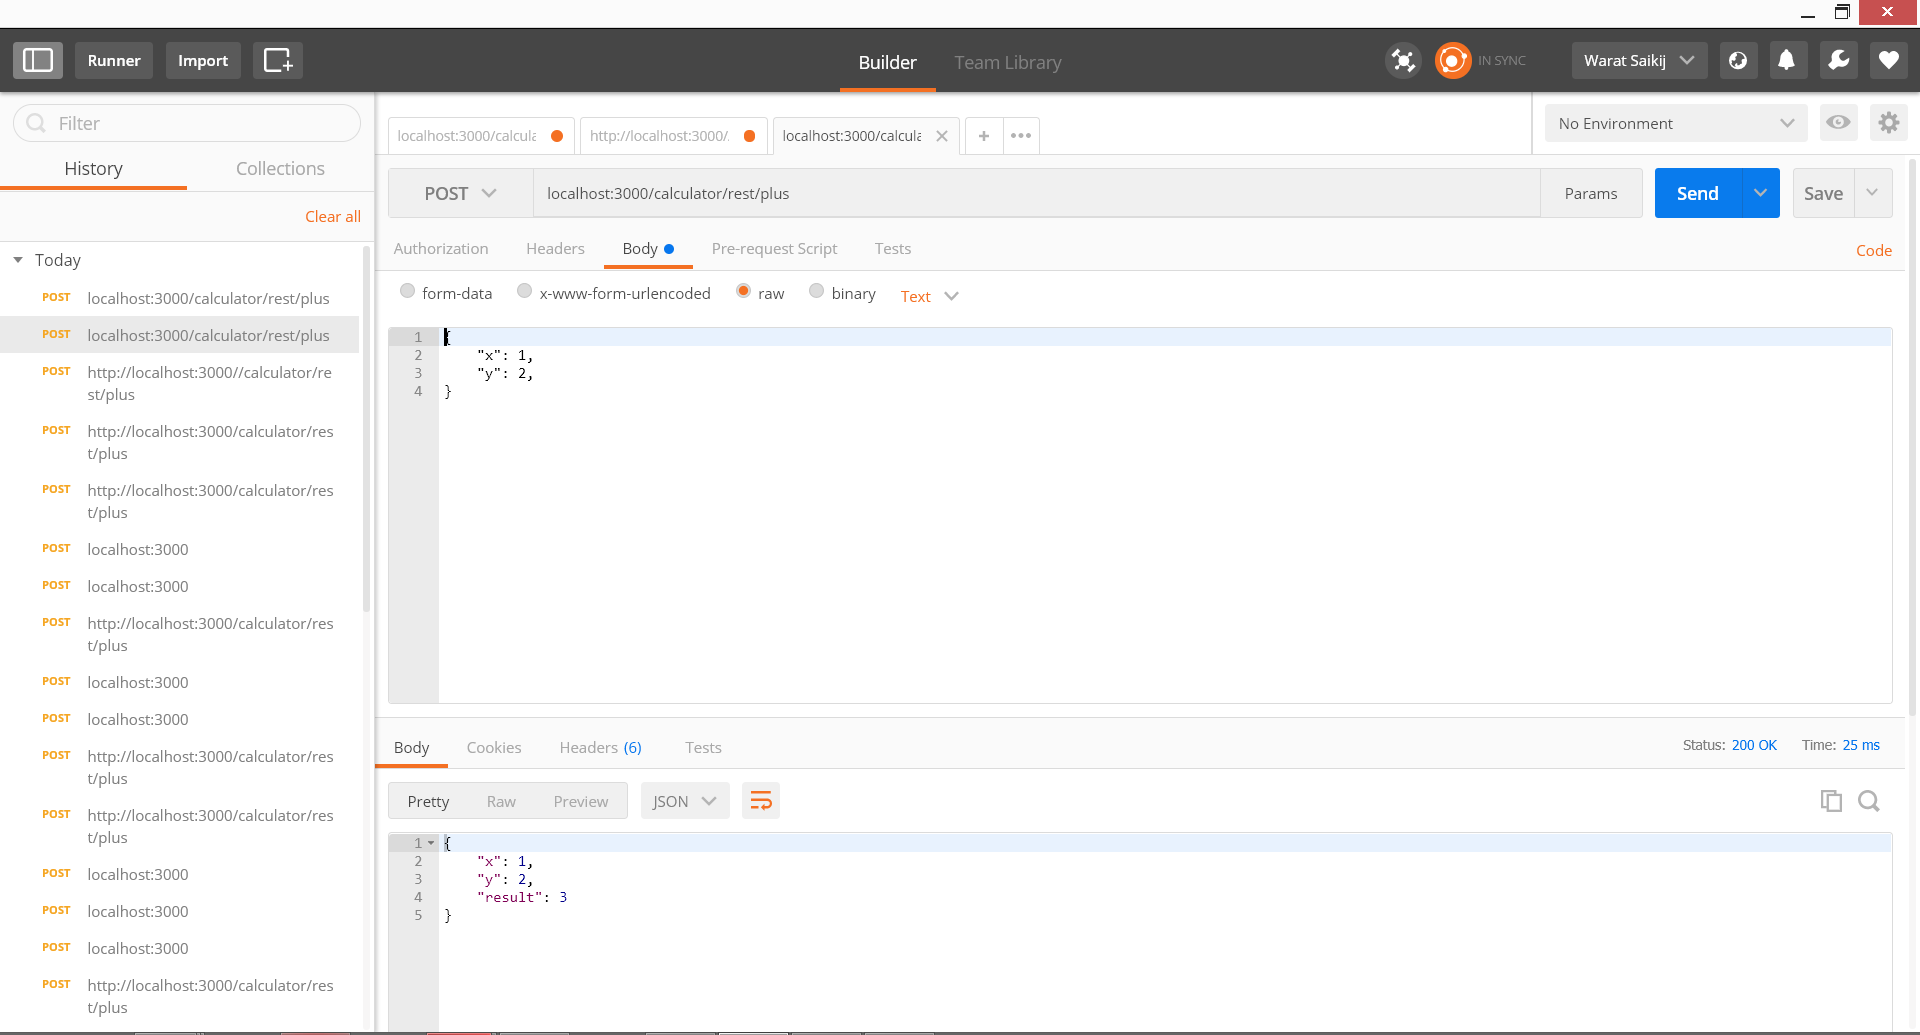 Runner
Import
Builder
Team Library
IN SYNC
Warat Saikij
Filter
History
Collections
Clear all
Today
POST localhost:3000/calculator/rest/plus
POST localhost:3000/calculator/rest/plus
POST http://localhost:3000//calculator/re
st/plus
POST http://localhost:3000/calculator/res
t/plus
POST http://localhost:3000/calculator/res
t/plus
POST localhost:3000
POST localhost:3000
POST http://localhost:3000/calculator/res
t/plus
POST localhost:3000
POST localhost:3000
POST http://localhost:3000/calculator/res
t/plus
POST http://localhost:3000/calculator/res
t/plus
POST localhost:3000
POST localhost:3000
POST localhost:3000
POST http://localhost:3000/calculator/res
t/plus
localhost:3000/calcula
http://localhost:3000/.
localhost:3000/calcula
No Environment
POST
localhost:3000/calculator/rest/plus
Params
Send
Save
Authorization
Headers
Body
Pre-request Script
Tests
Code
form-data
x-www-form-urlencoded
raw
binary
Text
1 {
2 "x": 1,
3 "y": 2,
4 }
Body
Cookies
Headers (6)
Tests
Status: 200 OK
Time: 25 ms
Pretty
Raw
Preview
JSON
1 {
2 "x": 1,
3 "y": 2,
4 "result": 3
5 }